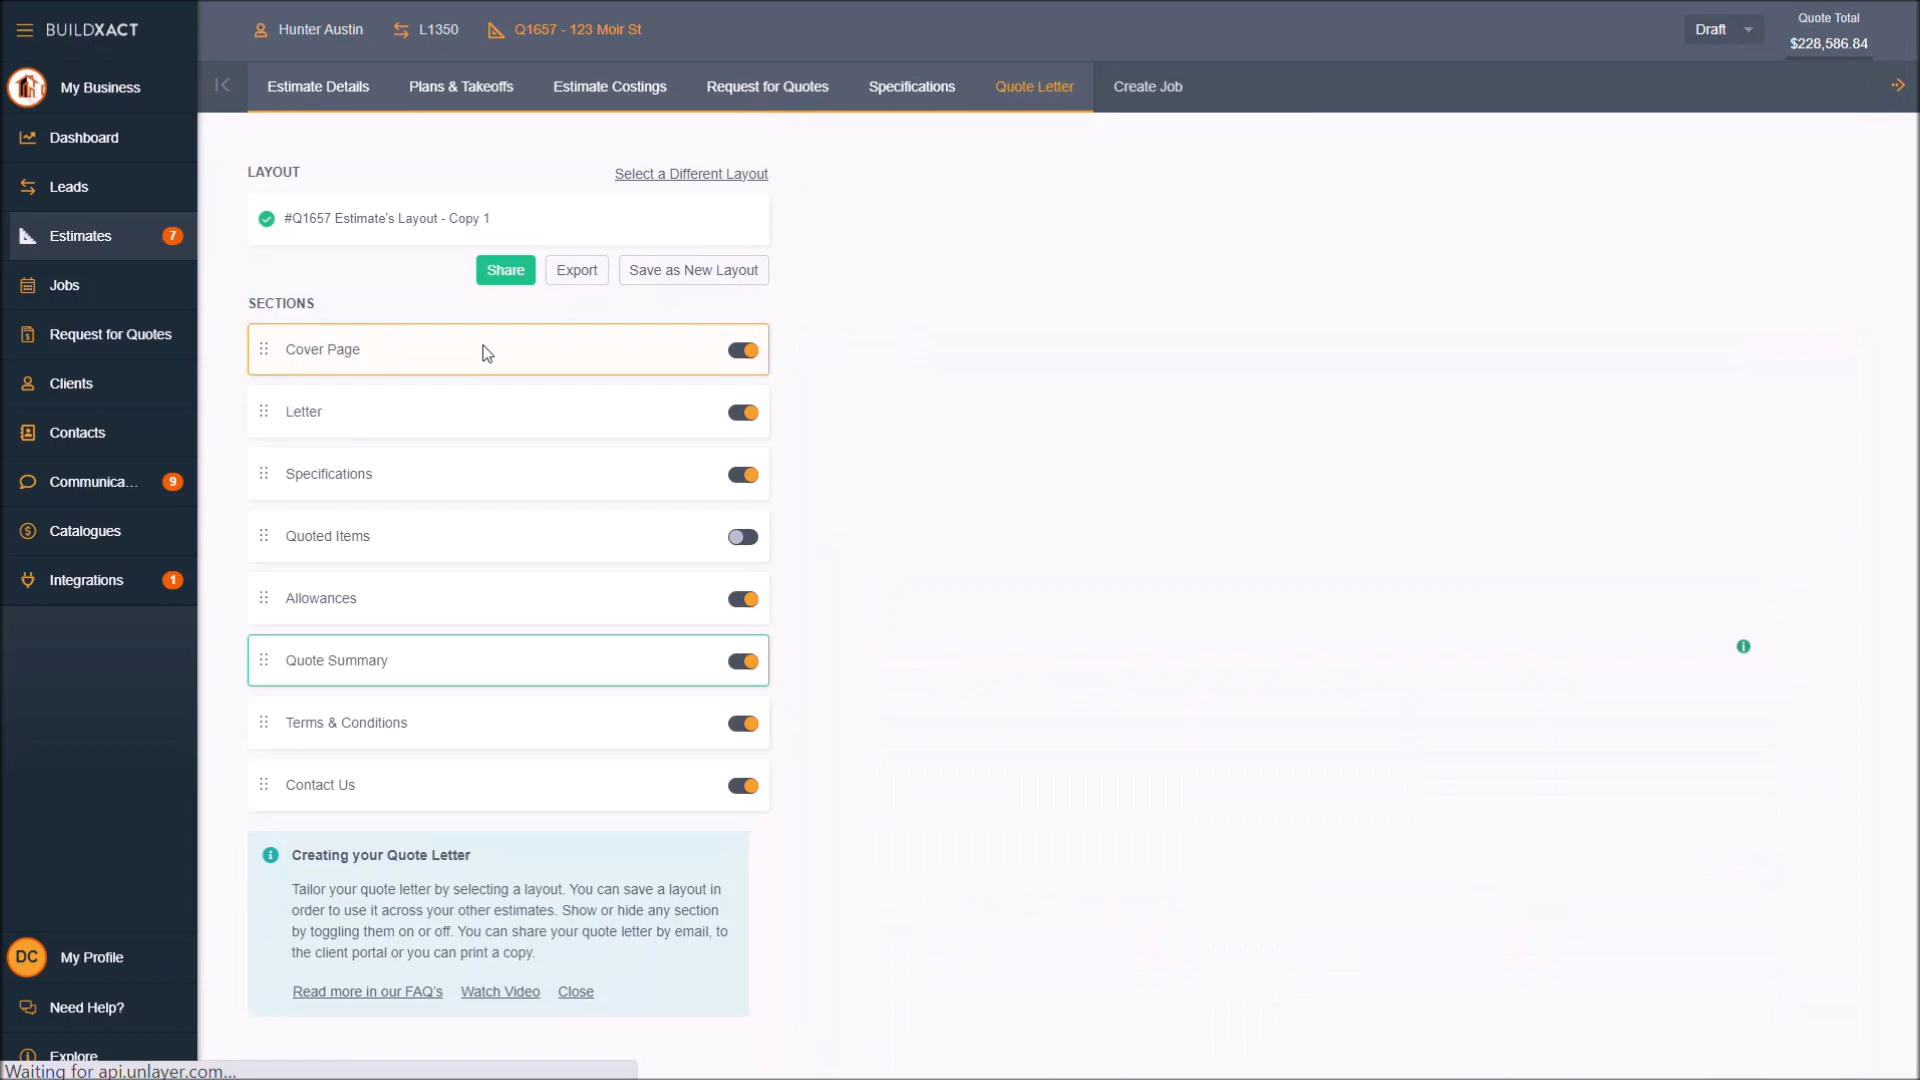 BUILDXACT
Hunter Austin
L1350
Q1657 - 123 Moir St
Draft
Quote Total
$228,586.84
My Business
Estimate Details
Plans & Takeoffs
Estimate Costings
Request for Quotes
Specifications
Quote Letter
Create Job
Dashboard
Leads
Estimates
7
Jobs
Request for Quotes
Clients
Contacts
Communica...
9
Catalogues
Integrations
1
LAYOUT
Select a Different Layout
#Q1657 Estimate's Layout - Copy 1
Share
Export
Save as New Layout
SECTIONS
Cover Page
Letter
Specifications
Quoted Items
Allowances
Quote Summary
Terms & Conditions
Contact Us
Creating your Quote Letter
Tailor your quote letter by selecting a layout. You can save a layout in
order to use it across your other estimates. Show or hide any section
by toggling them on or off. You can share your quote letter by email, to
the client portal or you can print a copy.
Read more in our FAQ's
Watch Video
Close
DC
My Profile
Need Help?
Explore
Waiting for api.unlayer.com...